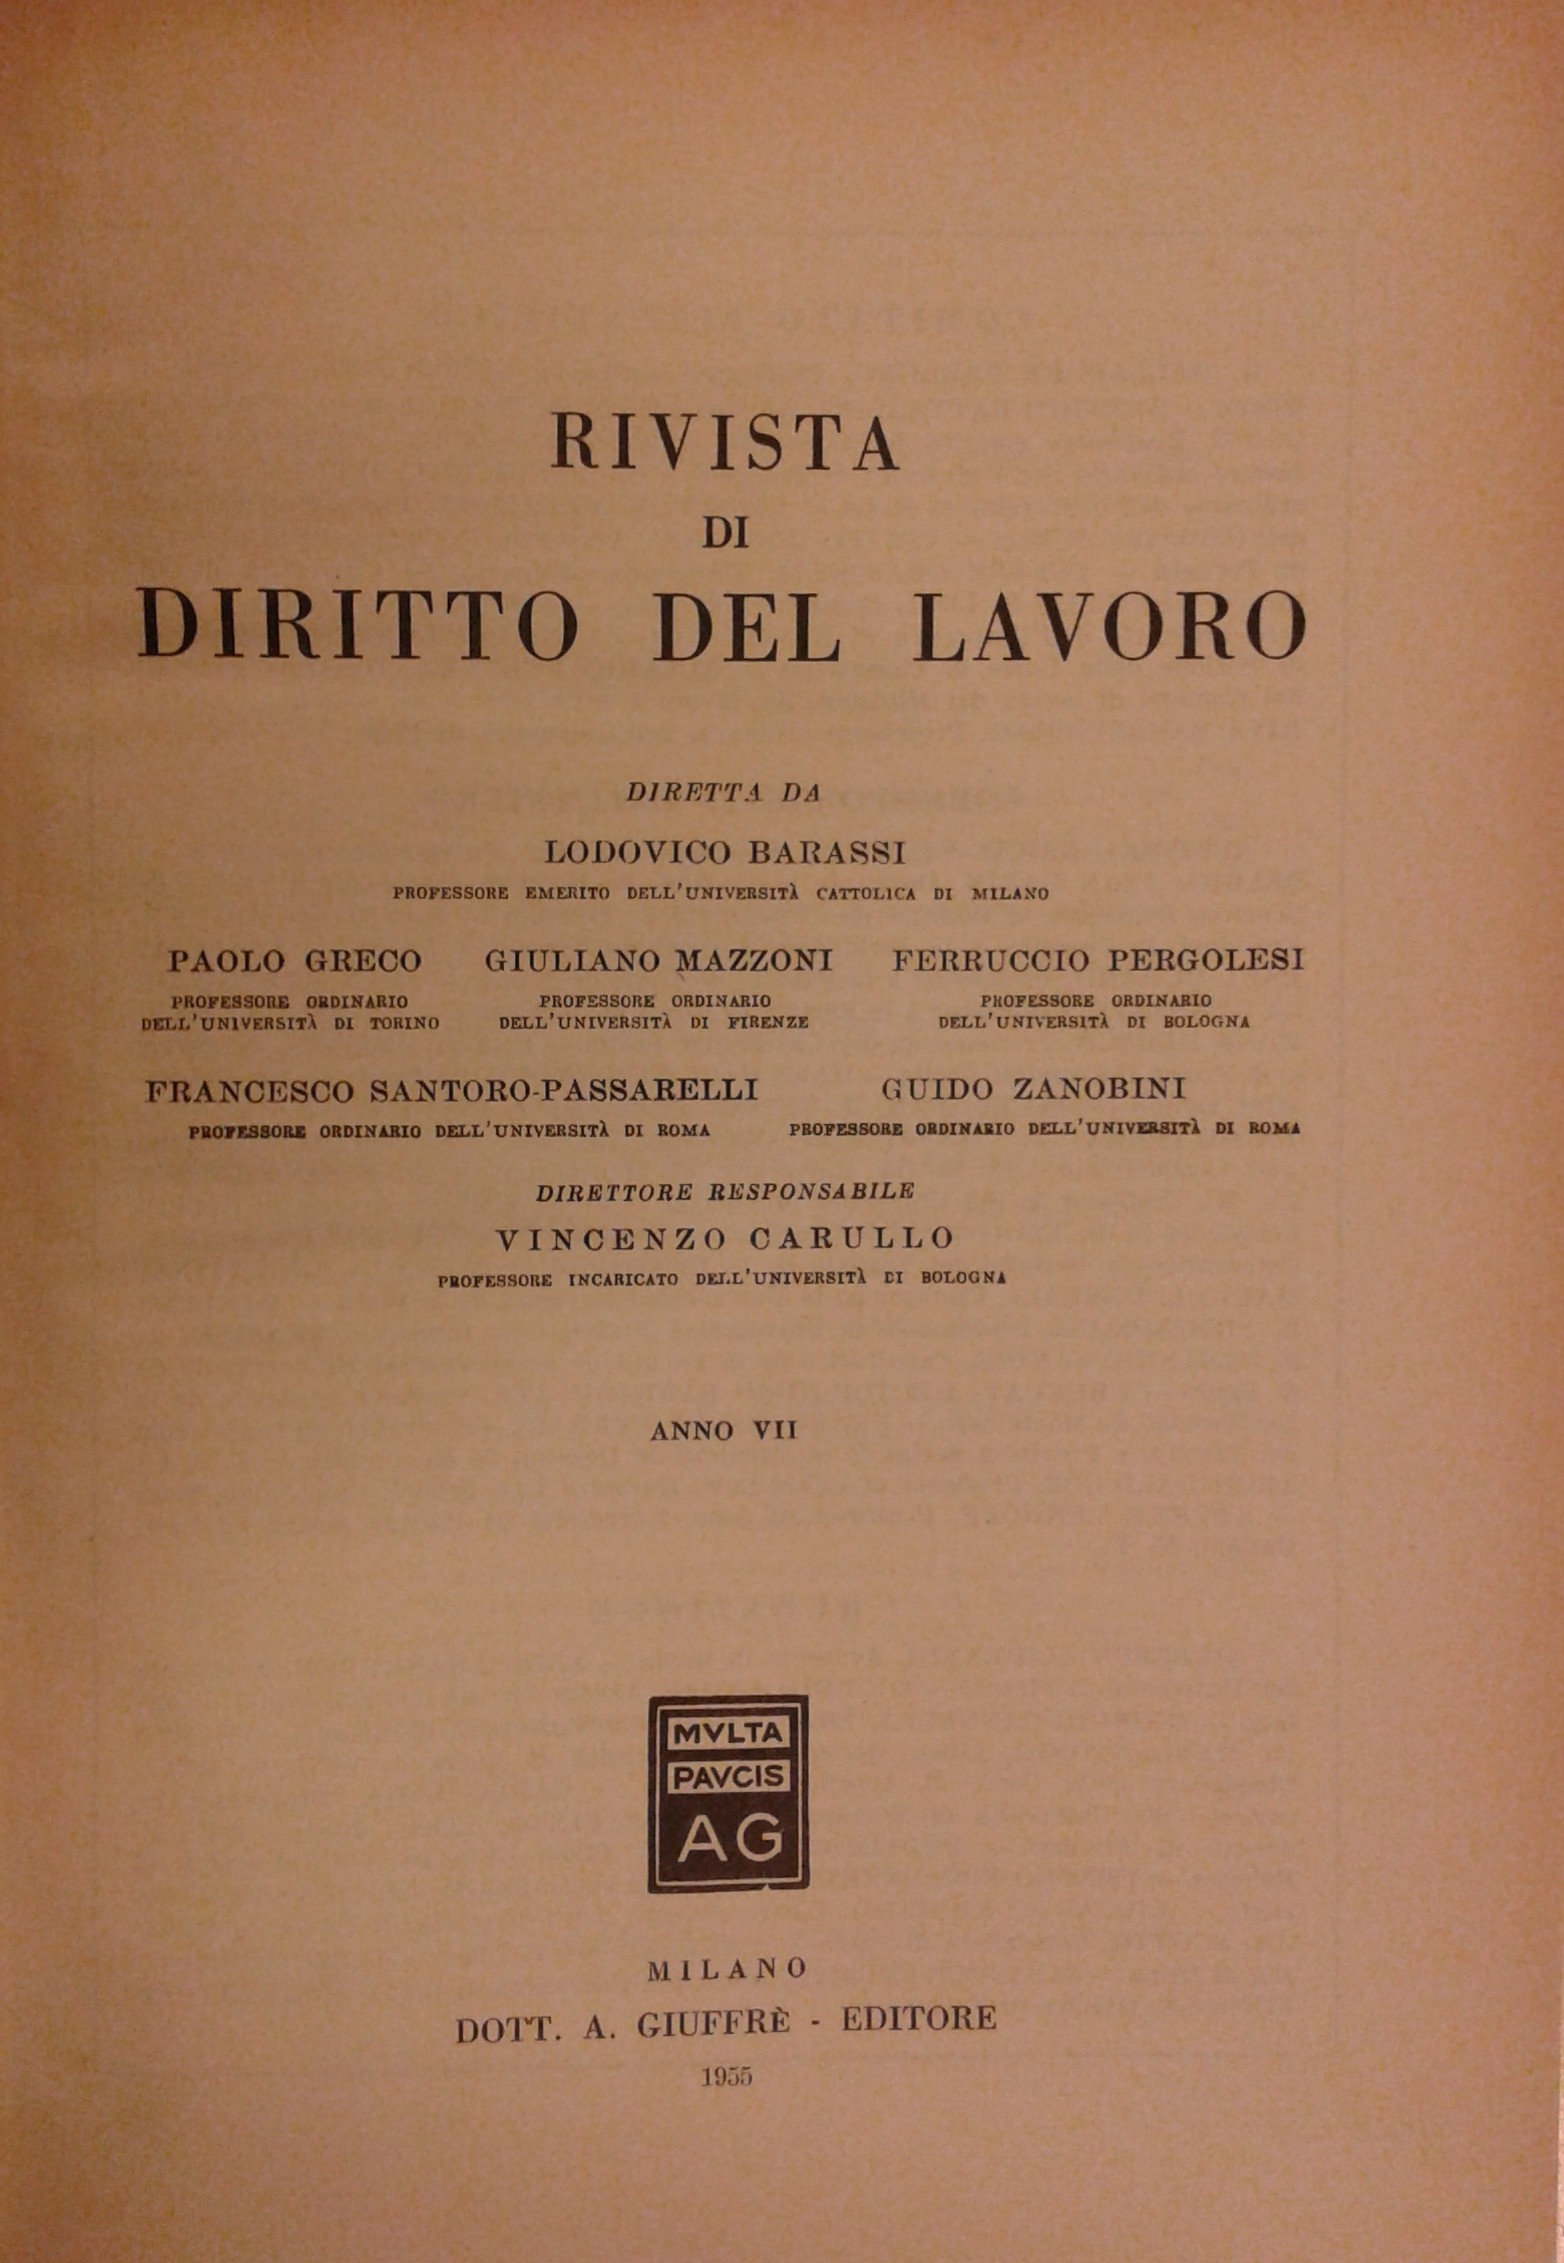 RIVISTA
DI
DIRITTO DEL LAVORO
DIRETTA DA
LODOVICO BARASSI
PROFESSORE EMERITO DELL'UNIVERSITÀ CATTOLICA DI MILANO
PAOLO GRECO GIULIANO MAZZONI FERRUCCIO PERGOLESI
PROFESSORE ORDINARIO PROFESSORE ORDINARIO PROFESSORE ORDINARIO
DELL'UNIVERSITÀ DI TORINO DELL'UNIVERSITÀ DI FIRENZE DELL'UNIVERSITÀ DI BOLOGNA
FRANCESCO SANTORO-PASSARELLI GUIDO ZANOBINI
PROFESSORE ORDINARIO DELL'UNIVERSITÀ DI ROMA PROFESSORE ORDINARIO DELL'UNIVERSITÀ DI ROMA
DIRETTORE RESPONSABILE
VINCENZO CARULLO
PROFESSORE INCARICATO DELL'UNIVERSITÀ DI BOLOGNA
ANNO VII
MVLTA
PAVCIS
AG
MILANO
DOTT. A. GIUFFRÈ - EDITORE
1955